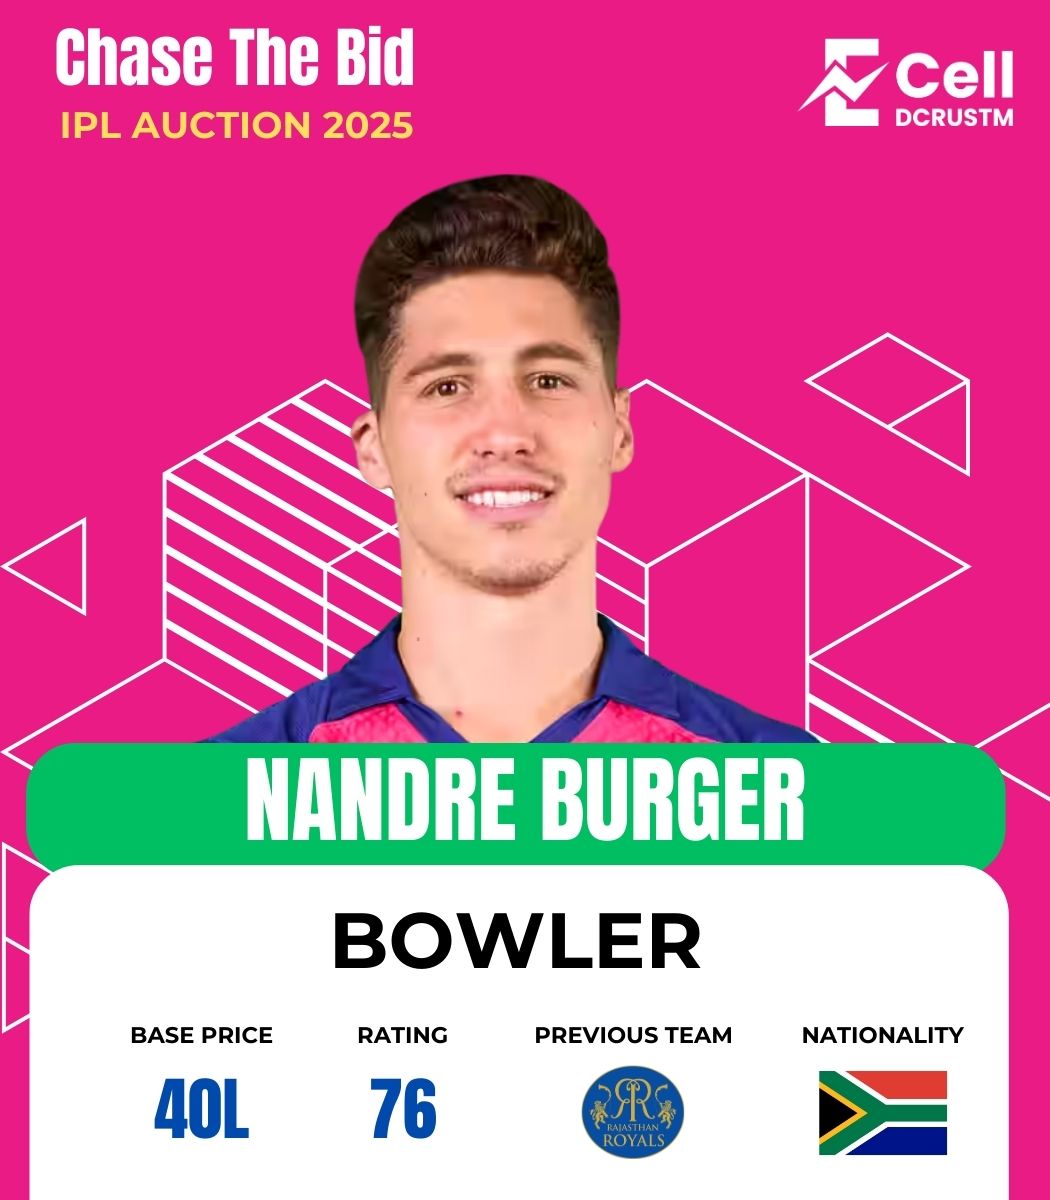 Chase The Bid
IPL AUCTION 2025
Cell
DCRUSTM
NANDRE BURGER
BOWLER
BASE PRICE
RATING
PREVIOUS TEAM
NATIONALITY
40L
76
RAJASTHAN
ROYALS